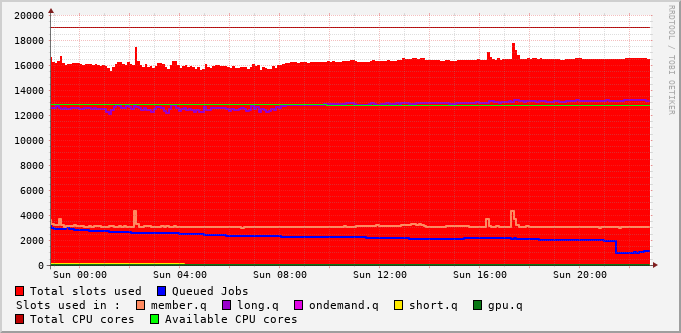 20000
18000
16000
14000
12000
10000
8000
6000
4000
2000
0
Sun 00:00 Sun 04:00 Sun 08:00 Sun 12:00 Sun 16:00 Sun 20:00
RRDTOOL / TOBI OETIKER
Total slots used Queued Jobs
Slots used in : member.q long.q ondemand.q short.q gpu.q
Total CPU cores Available CPU cores